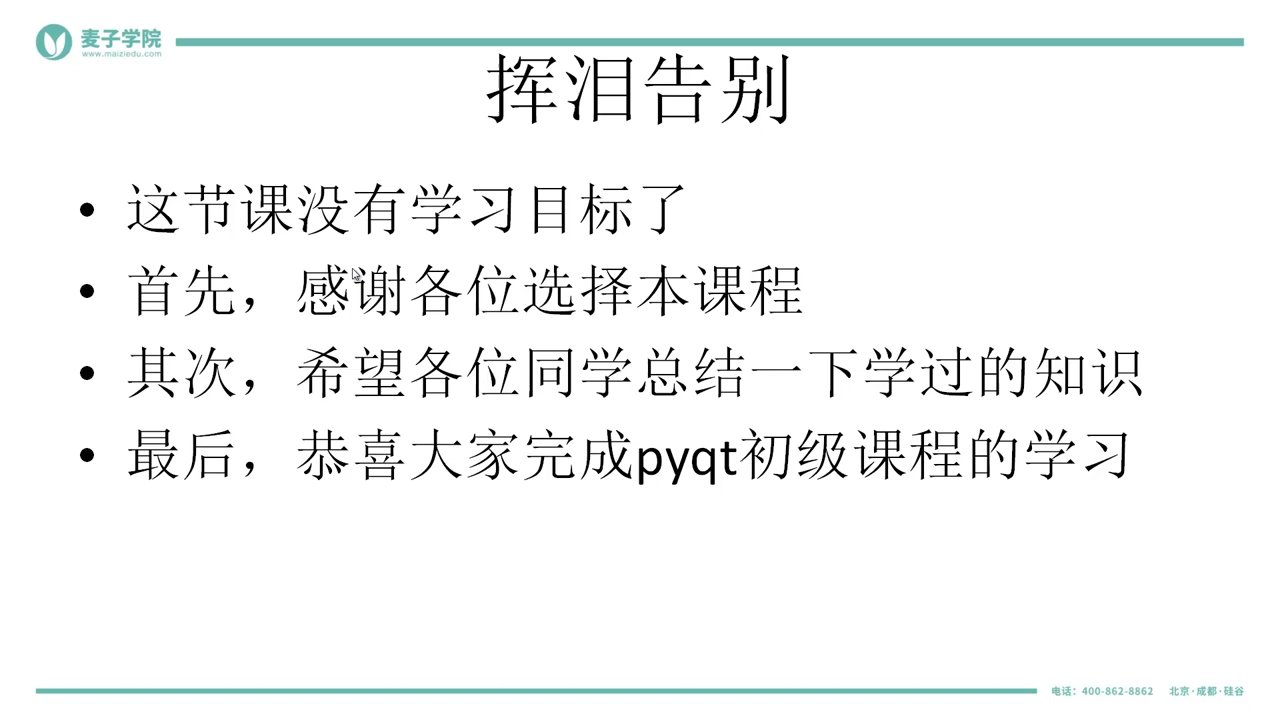 麦子学院
www.maiziedu.com
挥泪告别
• 这节课没有学习目标了
• 首先，感谢各位选择本课程
• 其次，希望各位同学总结一下学过的知识
• 最后，恭喜大家完成pyqt初级课程的学习
电话：400-862-8862 北京·成都·硅谷